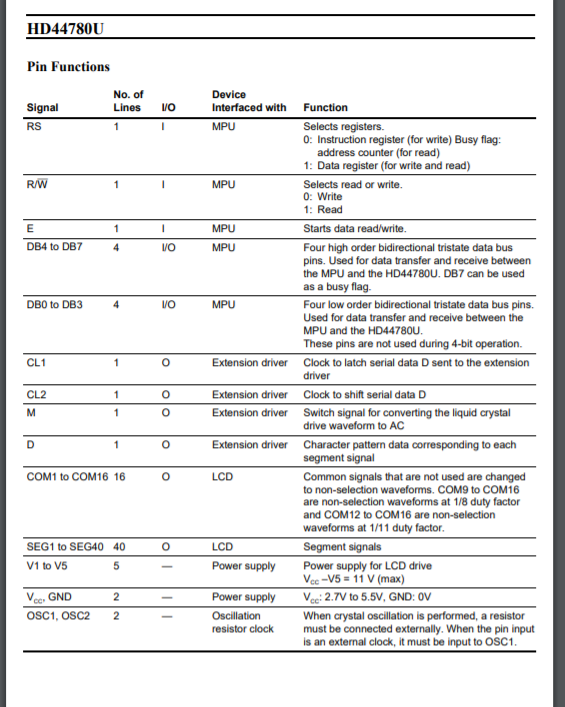 HD44780U
Pin Functions
Signal No. of Lines I/O Device Interfaced with Function
RS 1 I MPU Selects registers.
0: Instruction register (for write) Busy flag:
address counter (for read)
1: Data register (for write and read)
R/W̅ 1 I MPU Selects read or write.
0: Write
1: Read
E 1 I MPU Starts data read/write.
DB4 to DB7 4 I/O MPU Four high order bidirectional tristate data bus
pins. Used for data transfer and receive between
the MPU and the HD44780U. DB7 can be used
as a busy flag.
DB0 to DB3 4 I/O MPU Four low order bidirectional tristate data bus pins.
Used for data transfer and receive between the
MPU and the HD44780U.
These pins are not used during 4-bit operation.
CL1 1 O Extension driver Clock to latch serial data D sent to the extension
driver
CL2 1 O Extension driver Clock to shift serial data D
M 1 O Extension driver Switch signal for converting the liquid crystal
drive waveform to AC
D 1 O Extension driver Character pattern data corresponding to each
segment signal
COM1 to COM16 16 O LCD Common signals that are not used are changed
to non-selection waveforms. COM9 to COM16
are non-selection waveforms at 1/8 duty factor
and COM12 to COM16 are non-selection
waveforms at 1/11 duty factor.
SEG1 to SEG40 40 O LCD Segment signals
V1 to V5 5 — Power supply Power supply for LCD drive
VCC –V5 = 11 V (max)
VCC, GND 2 — Power supply VCC: 2.7V to 5.5V, GND: 0V
OSC1, OSC2 2 — Oscillation When crystal oscillation is performed, a resistor
resistor clock must be connected externally. When the pin input
is an external clock, it must be input to OSC1.